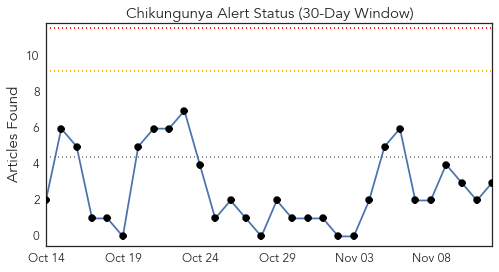 Chikungunya Alert Status (30-Day Window)
Articles Found
10
8
6
4
2
0
Oct 14 Oct 19 Oct 24 Oct 29 Nov 03 Nov 08